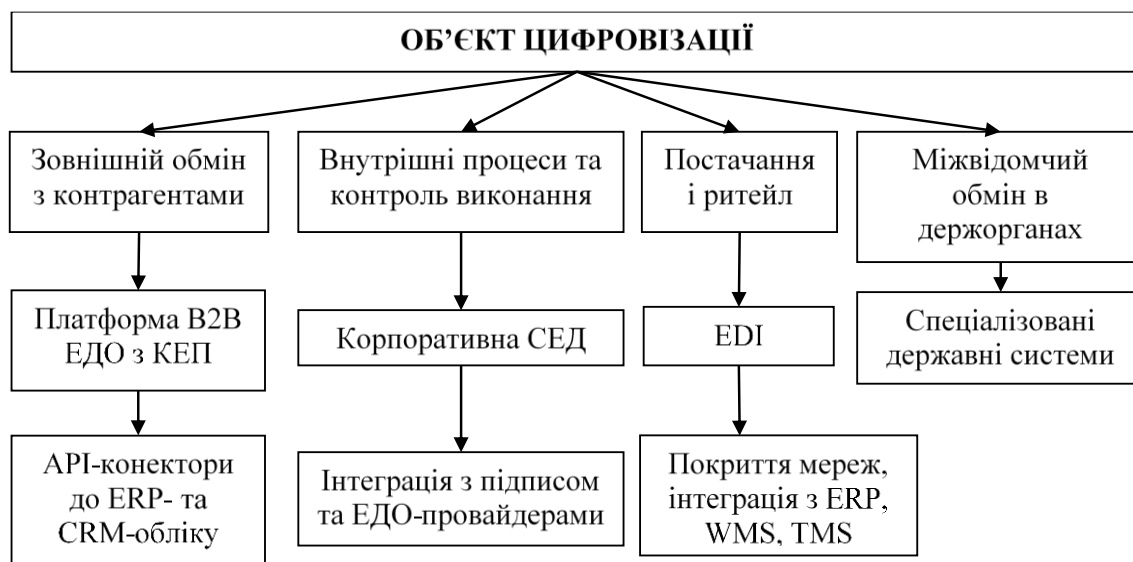 ОБ’ЄКТ ЦИФРОВІЗАЦІЇ
Зовнішній обмін
з контрагентами
Внутрішні процеси та
контроль виконання
Постачання
і ритейл
Міжвідомчий
обмін в
держорганах
Платформа B2B
ЕДО з КЕП
Корпоративна СЕД
EDI
Спеціалізовані
державні системи
API-конектори
до ERP- та
CRM-обліку
Інтеграція з підписом
та ЕДО-провайдерами
Покриття мереж,
інтеграція з ERP,
WMS, TMS